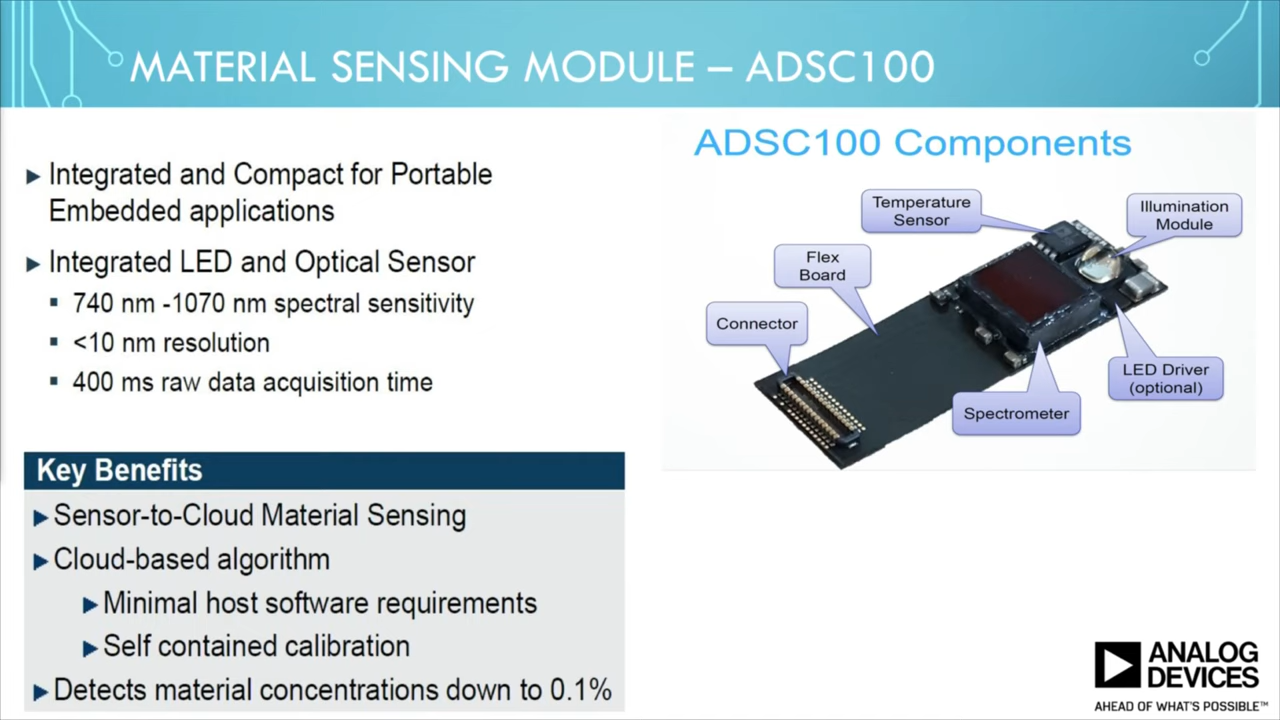 MATERIAL SENSING MODULE – ADSC100
Integrated and Compact for Portable
Embedded applications
Integrated LED and Optical Sensor
740 nm -1070 nm spectral sensitivity
<10 nm resolution
400 ms raw data acquisition time
Key Benefits
Sensor-to-Cloud Material Sensing
Cloud-based algorithm
Minimal host software requirements
Self contained calibration
Detects material concentrations down to 0.1%
ADSC100 Components
Temperature
Sensor
Illumination
Module
Flex
Board
Connector
LED Driver
(optional)
Spectrometer
ANALOG
DEVICES
AHEAD OF WHAT'S POSSIBLE™